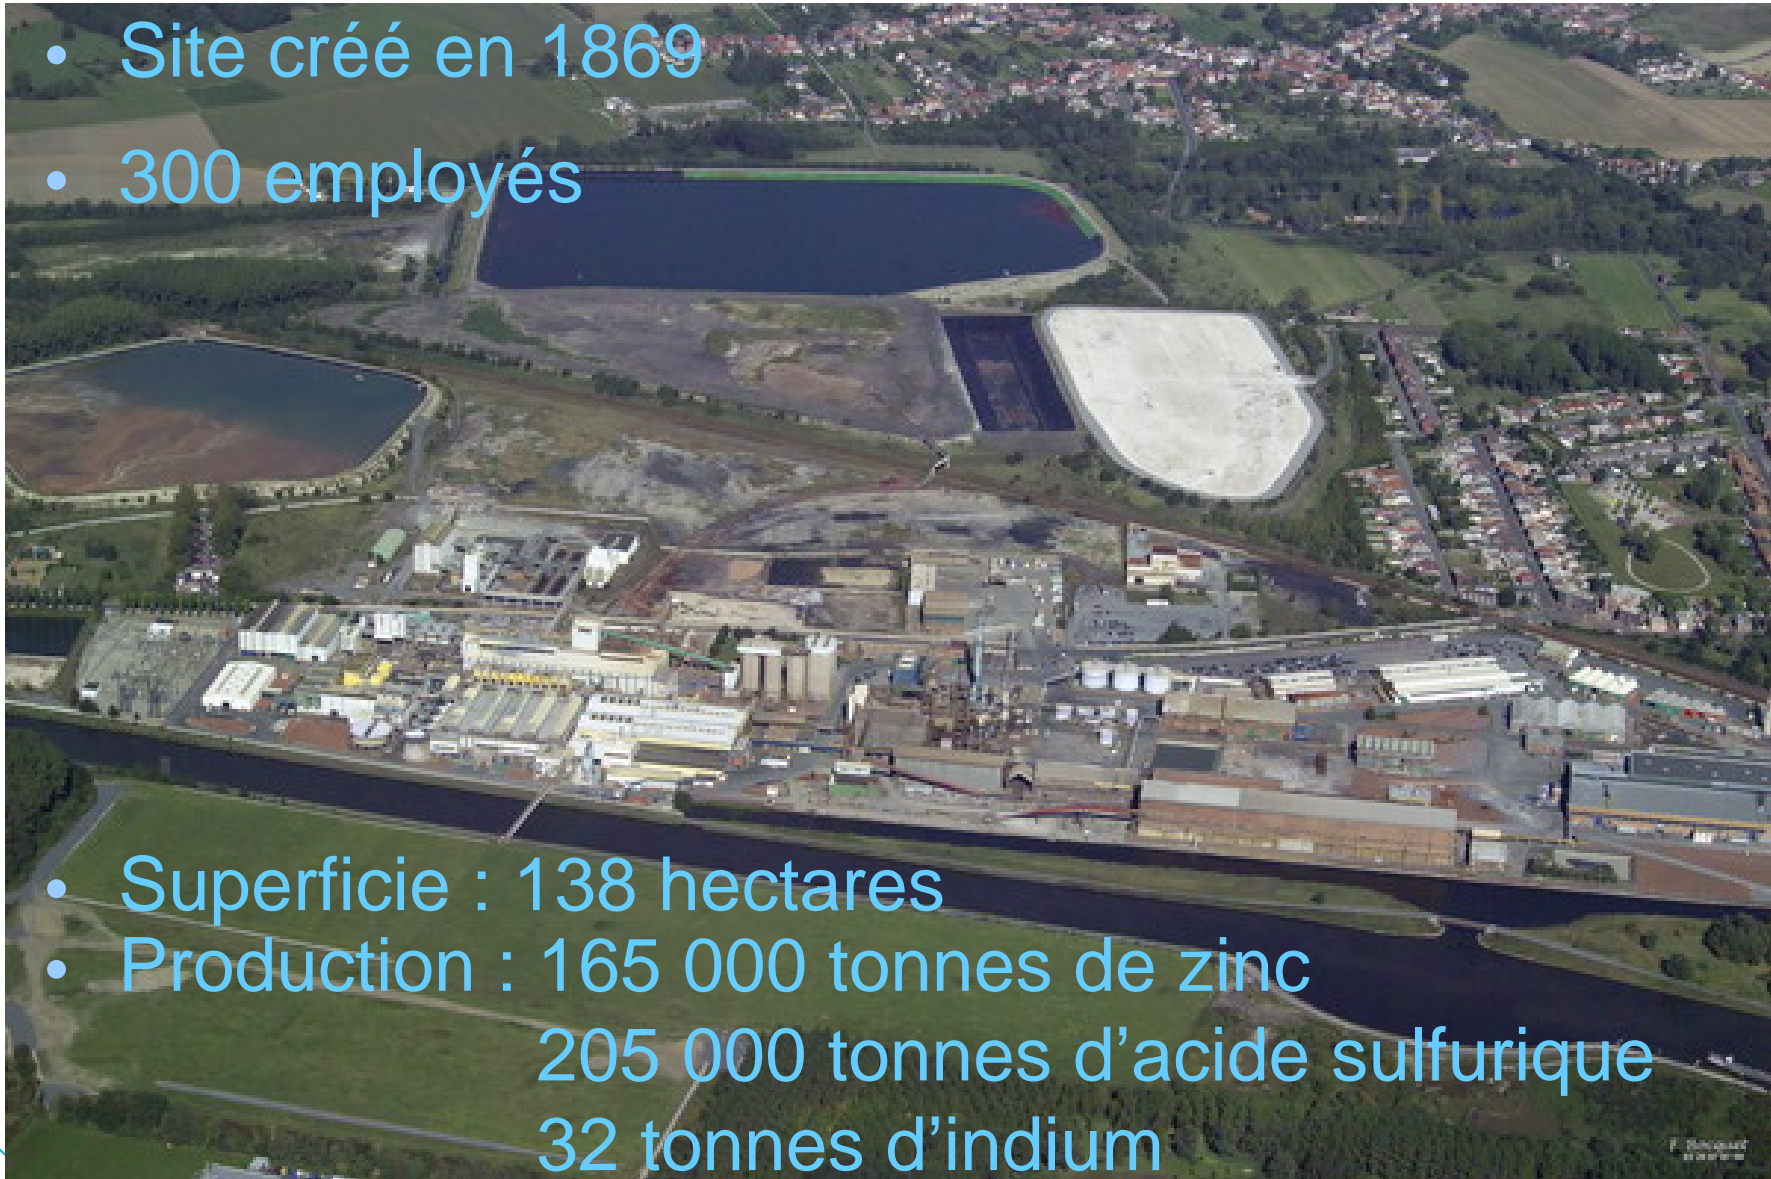 • Site créé en 1869
• 300 employés
• Superficie : 138 hectares
• Production : 165 000 tonnes de zinc
205 000 tonnes d’acide sulfurique
32 tonnes d’indium